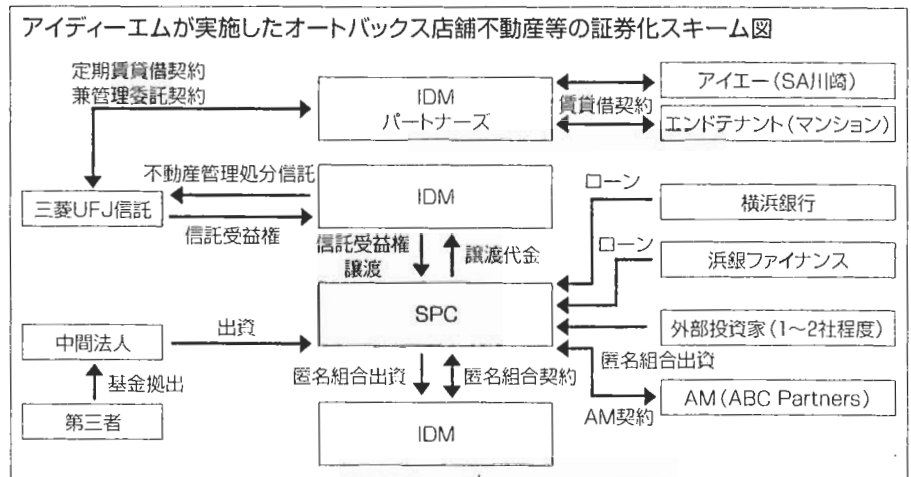 アイディーエムが実施したオートバックス店舗不動産等の証券化スキーム図
定期賃貸借契約
兼管理委託契約
IDM
パートナーズ
アイエー(SA川崎)
賃貸借契約
エンドテナント(マンション)
不動産管理処分信託
三菱UFJ信託
信託受益権
IDM
ローン
横浜銀行
信託受益権
譲渡
譲渡代金
ローン
浜銀ファイナンス
SPC
出資
中間法人
外部投資家(1〜2社程度)
匿名組合出資
基金拠出
第三者
匿名組合出資
匿名組合契約
AM契約
AM(ABC Partners)
IDM